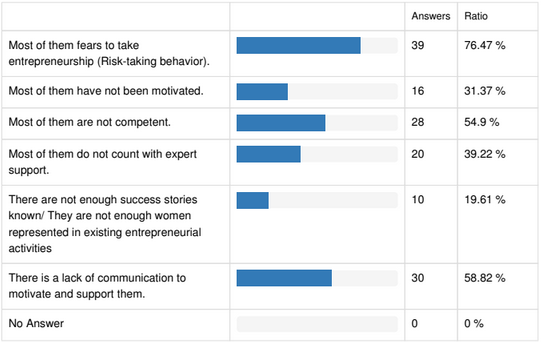 Answers Ratio
Most of them fears to take
entrepreneurship (Risk-taking behavior).
39 76.47 %
Most of them have not been motivated. 16 31.37 %
Most of them are not competent. 28 54.9 %
Most of them do not count with expert
support.
20 39.22 %
There are not enough success stories
known/ They are not enough women
represented in existing entrepreneurial
activities
10 19.61 %
There is a lack of communication to
motivate and support them.
30 58.82 %
No Answer 0 0 %